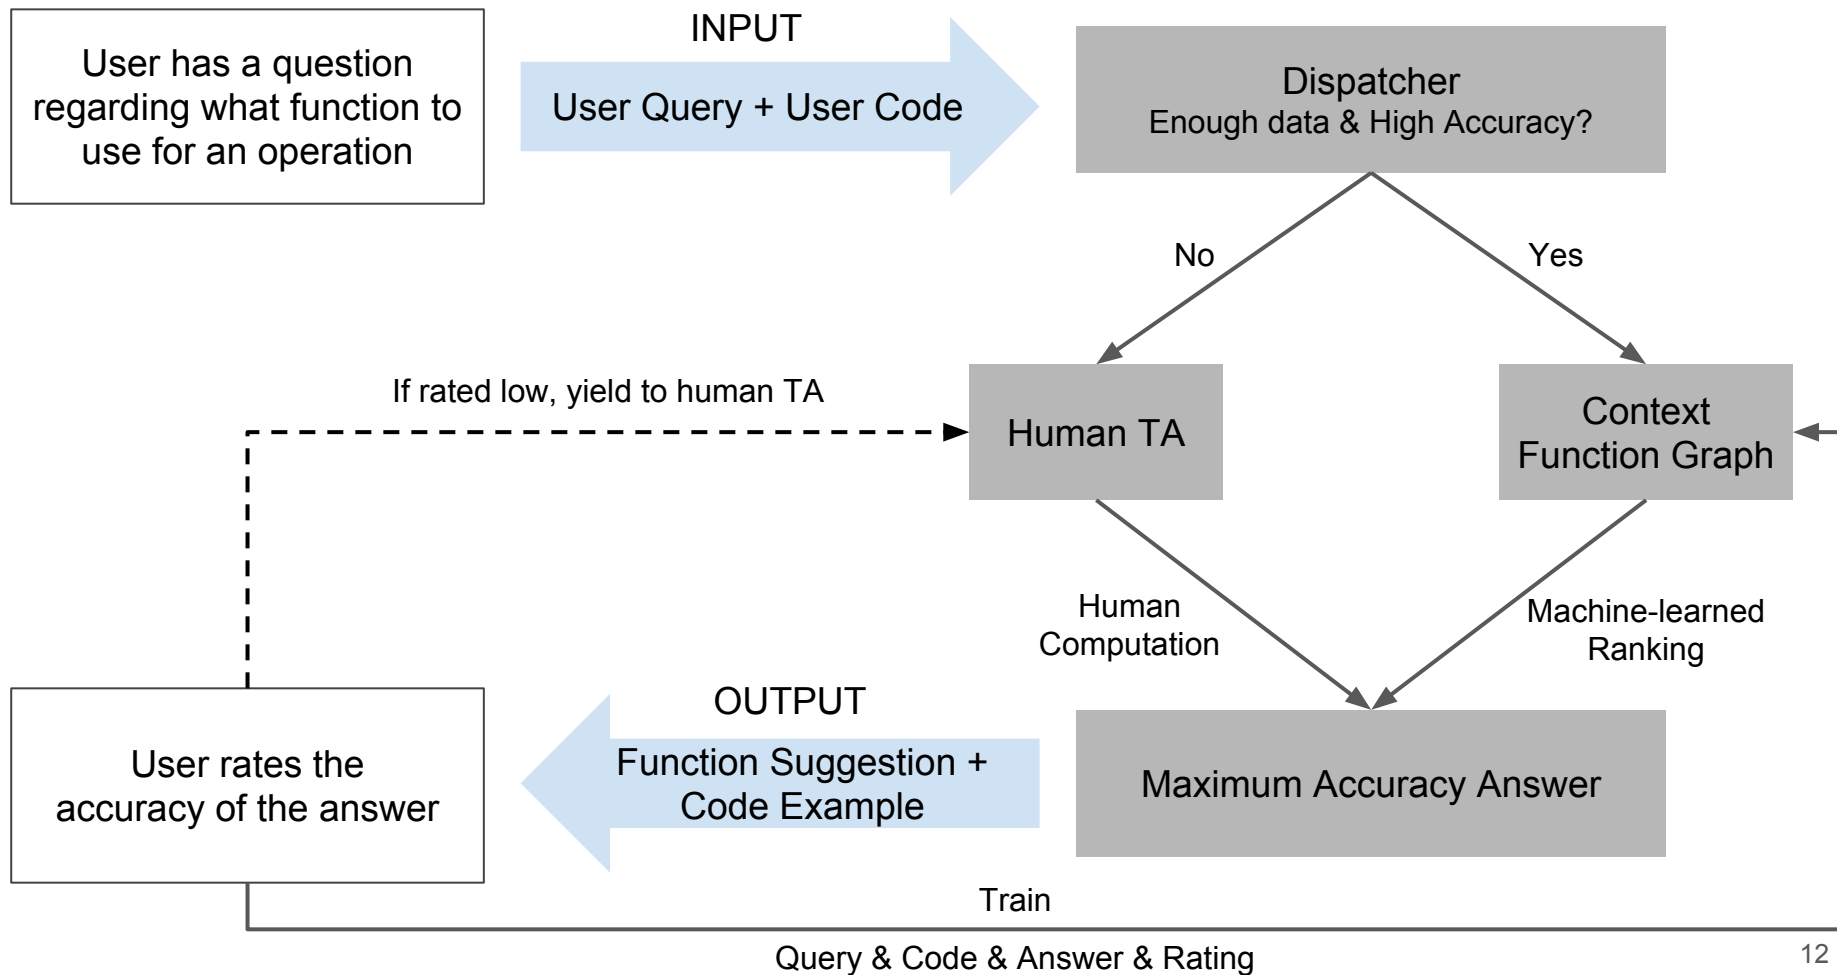 User has a question
regarding what function to
use for an operation
INPUT
User Query + User Code
Dispatcher
Enough data & High Accuracy?
No
Yes
If rated low, yield to human TA
Human TA
Context
Function Graph
Human
Computation
Machine-learned
Ranking
OUTPUT
Function Suggestion +
Code Example
User rates the
accuracy of the answer
Maximum Accuracy Answer
Train
Query & Code & Answer & Rating
12